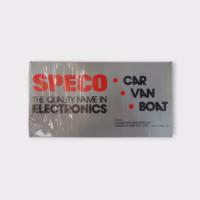 SPECO
THE QUALITY NAME IN
ELECTRONICS
• CAR
• VAN
• BOAT